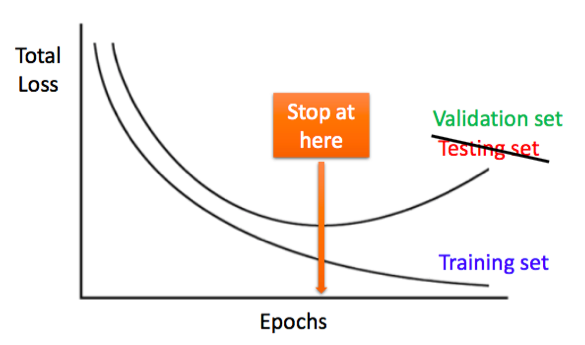 Total
Loss
Stop at
here
Validation set
Testing set
Training set
Epochs